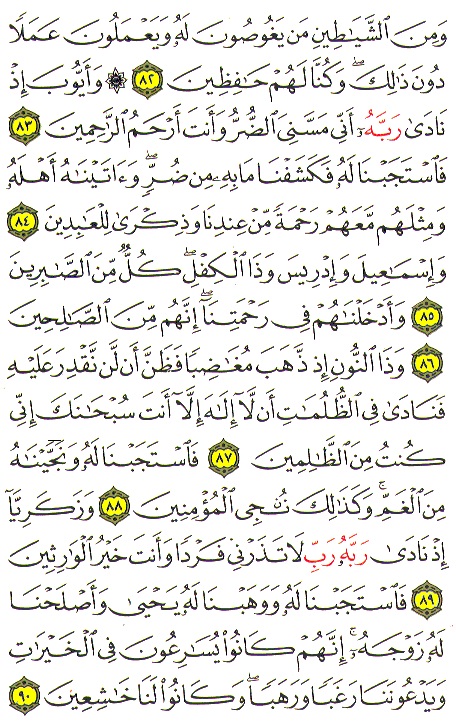 وَمِنَ ٱلشَّيَـٰطِينِ مَن يَغُوصُونَ لَهُۥ وَيَعْمَلُونَ عَمَلًا
دُونَ ذَٰلِكَ ۖ وَكُنَّا لَهُمْ حَـٰفِظِينَ ٨٢ ۞ وَأَيُّوبَ إِذْ
نَادَىٰ رَبَّهُۥٓ أَنِّى مَسَّنِىَ ٱلضُّرُّ وَأَنتَ أَرْحَمُ ٱلرَّٰحِمِينَ ٨٣
فَٱسْتَجَبْنَا لَهُۥ فَكَشَفْنَا مَا بِهِۦ مِن ضُرٍّ ۖ وَءَاتَيْنَـٰهُ أَهْلَهُۥ
وَمِثْلَهُم مَّعَهُمْ رَحْمَةً مِّنْ عِندِنَا وَذِكْرَىٰ لِلْعَـٰبِدِينَ ٨٤
وَإِسْمَـٰعِيلَ وَإِدْرِيسَ وَذَا ٱلْكِفْلِ ۖ كُلٌّ مِّنَ ٱلصَّـٰبِرِينَ
٨٥ وَأَدْخَلْنَـٰهُمْ فِى رَحْمَتِنَآ ۖ إِنَّهُم مِّنَ ٱلصَّـٰلِحِينَ
٨٦ وَذَا ٱلنُّونِ إِذ ذَّهَبَ مُغَـٰضِبًا فَظَنَّ أَن لَّن نَّقْدِرَ عَلَيْهِ
فَنَادَىٰ فِى ٱلظُّلُمَـٰتِ أَن لَّآ إِلَـٰهَ إِلَّآ أَنتَ سُبْحَـٰنَكَ إِنِّى
كُنتُ مِنَ ٱلظَّـٰلِمِينَ ٨٧ فَٱسْتَجَبْنَا لَهُۥ وَنَجَّيْنَـٰهُ
مِنَ ٱلْغَمِّ ۚ وَكَذَٰلِكَ نُـۨجِى ٱلْمُؤْمِنِينَ ٨٨ وَزَكَرِيَّآ
إِذْ نَادَىٰ رَبَّهُۥ رَبِّ لَا تَذَرْنِى فَرْدًا وَأَنتَ خَيْرُ ٱلْوَٰرِثِينَ
٨٩ فَٱسْتَجَبْنَا لَهُۥ وَوَهَبْنَا لَهُۥ يَحْيَىٰ وَأَصْلَحْنَا
لَهُۥ زَوْجَهُۥٓ ۚ إِنَّهُمْ كَانُوا۟ يُسَـٰرِعُونَ فِى ٱلْخَيْرَٰتِ
وَيَدْعُونَنَا رَغَبًا وَرَهَبًا ۖ وَكَانُوا۟ لَنَا خَـٰشِعِينَ ٩٠